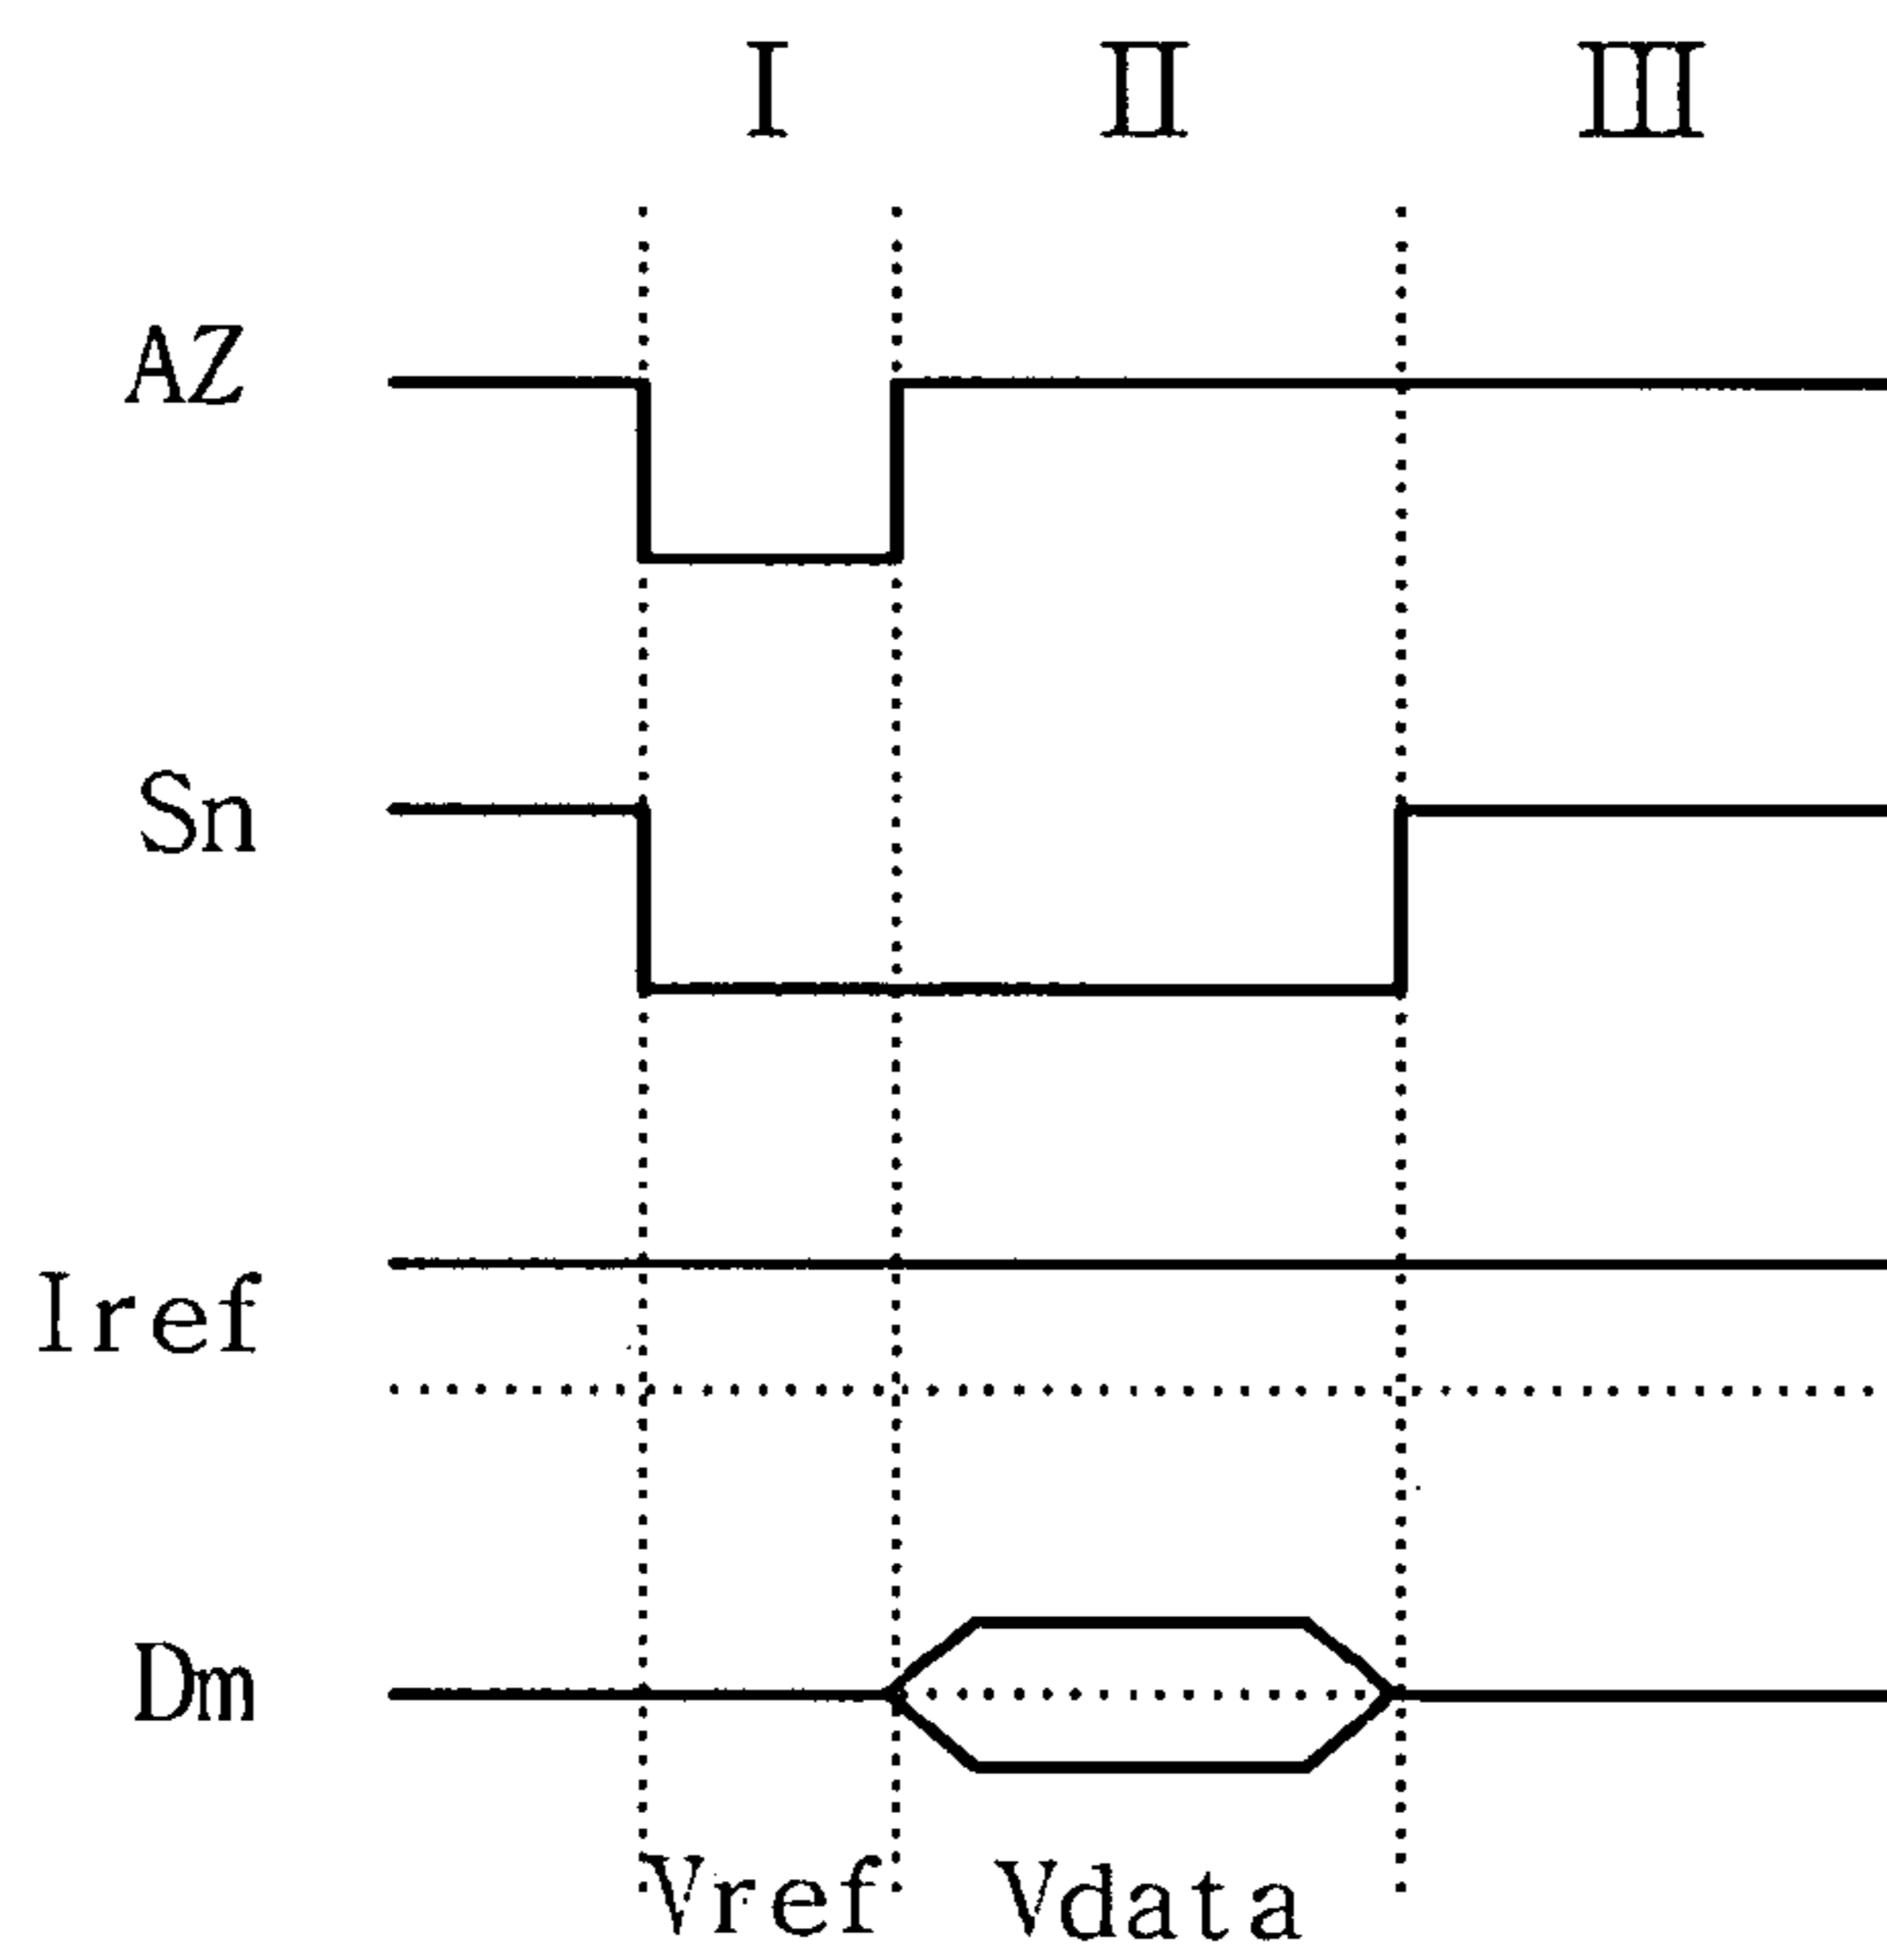 I II III
AZ
Sn
Iref
Dm
Vref Vdata